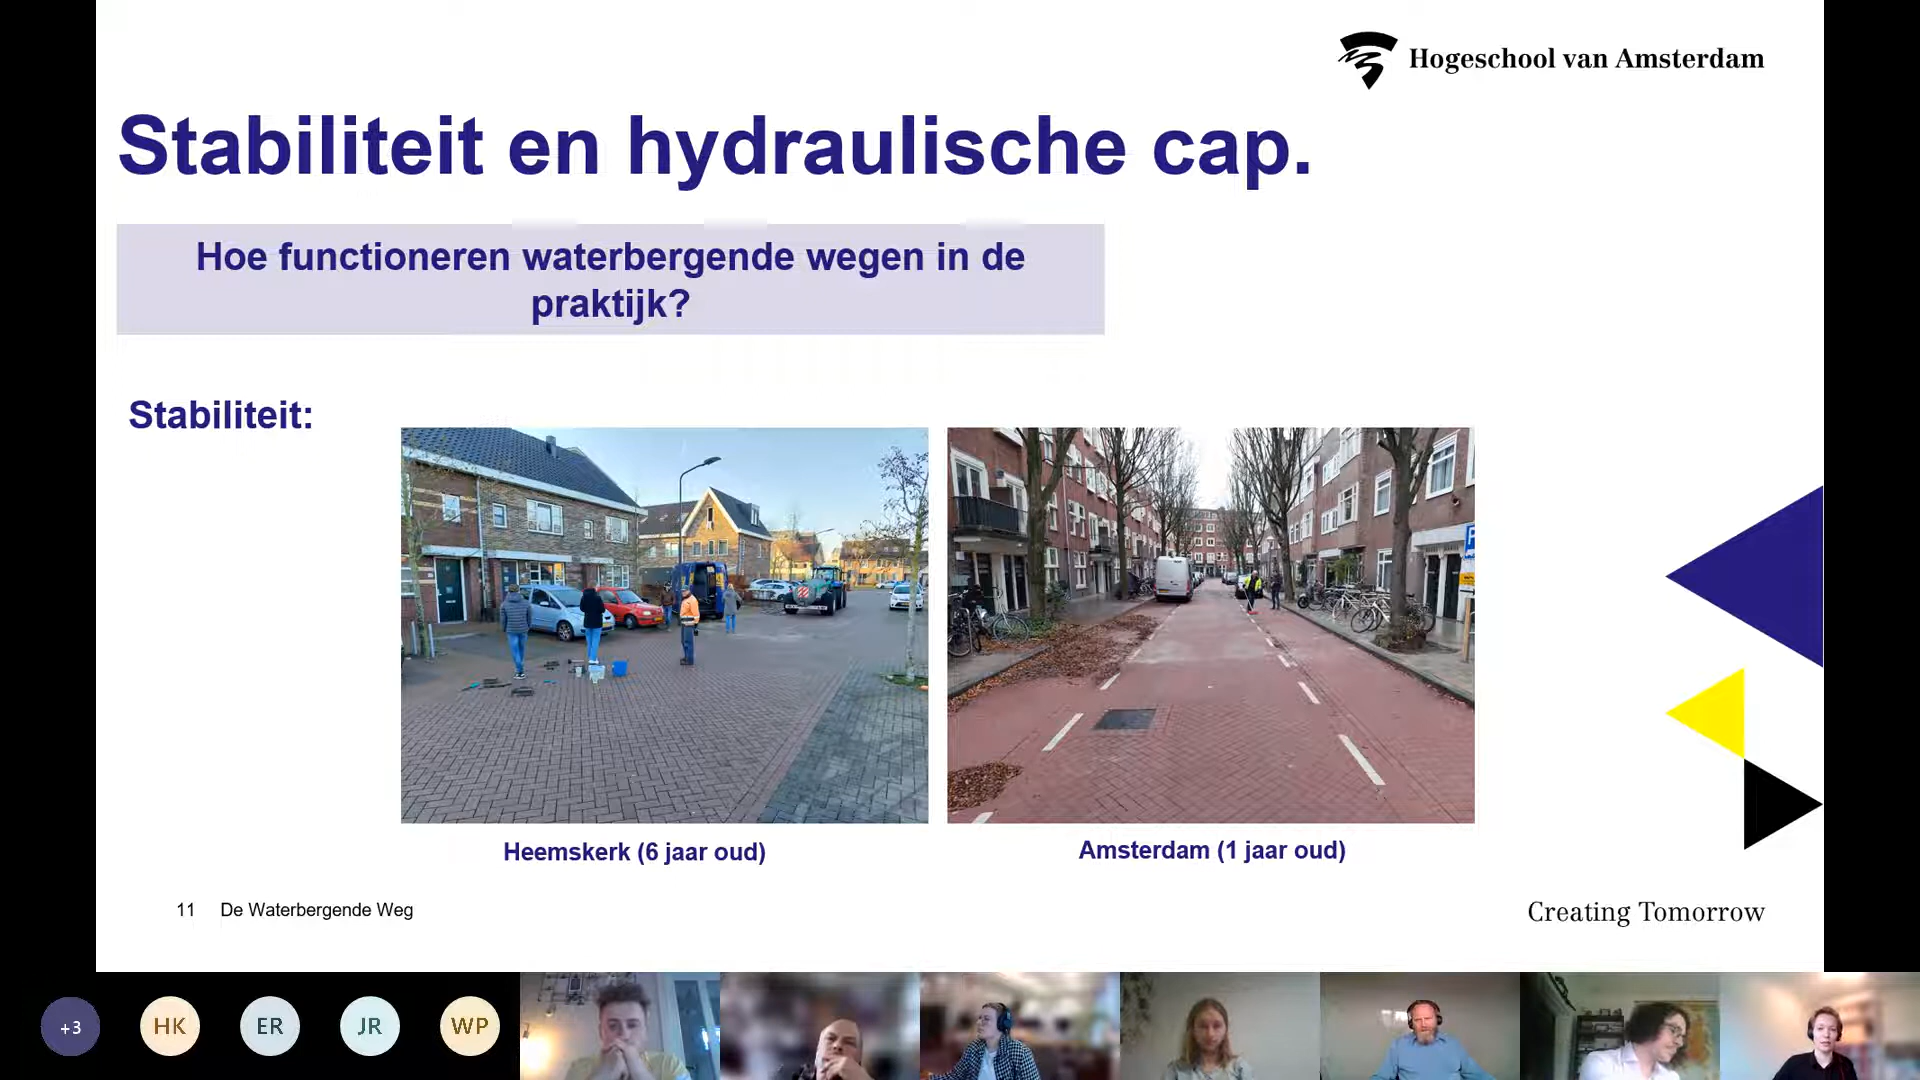 Hogeschool van Amsterdam
Stabiliteit en hydraulische cap.
Hoe functioneren waterbergende wegen in de
praktijk?
Stabiliteit:
Heemskerk (6 jaar oud)
Amsterdam (1 jaar oud)
11 De Waterbergende Weg
Creating Tomorrow
+3
HK
ER
JR
WP